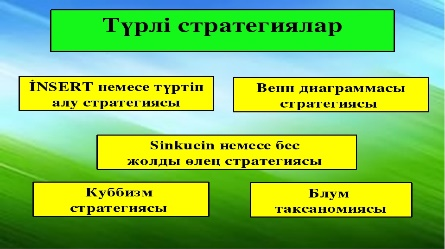 Түрлі стратегиялар
İNSERT немесе түртіп
алу стратегиясы
Венн диаграммасы
стратегиясы
Sinkucin немесе бес
жолды өлең стратегиясы
Куббизм
стратегиясы
Блум
таксаномиясы